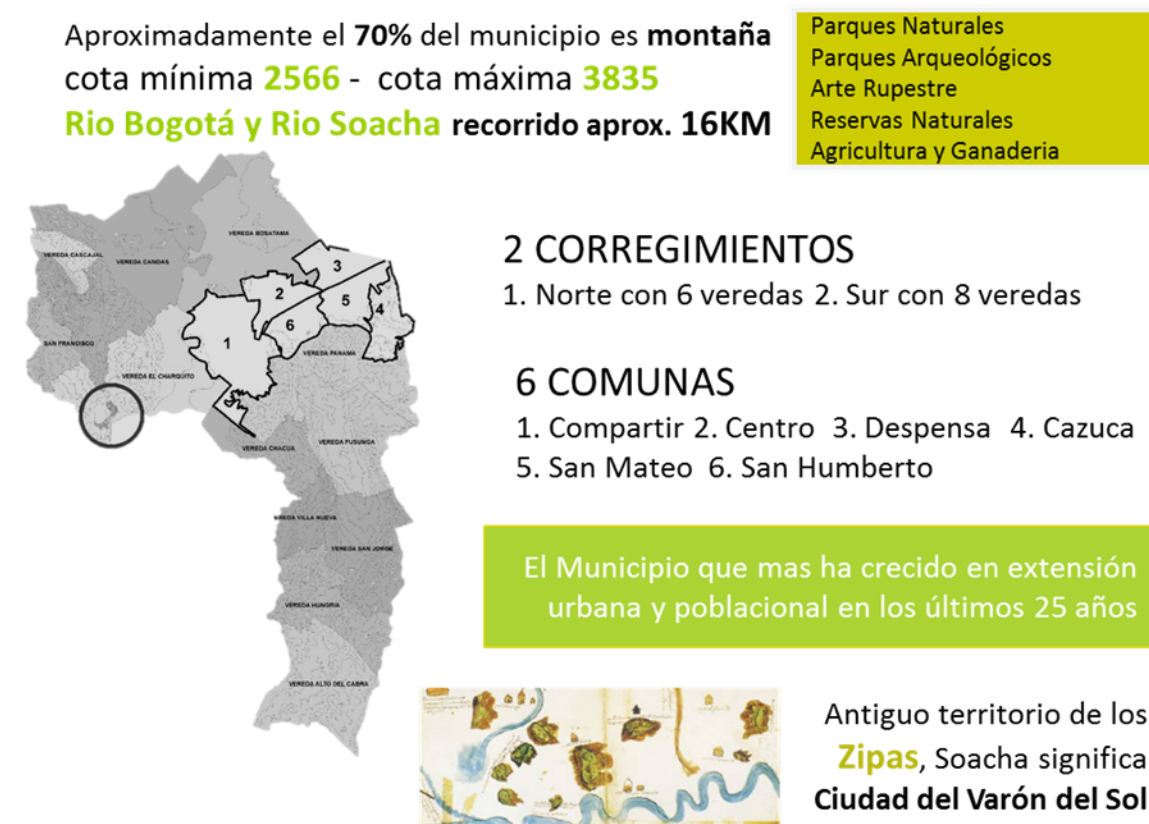 Aproximadamente el 70% del municipio es montaña
cota mínima 2566 - cota máxima 3835
Rio Bogotá y Rio Soacha recorrido aprox. 16KM
Parques Naturales
Parques Arqueológicos
Arte Rupestre
Reservas Naturales
Agricultura y Ganaderia
VEREDA BOSATAMA
VEREDA CASCAJAL
VEREDA CANOAS
3
2
5
4
6
1
SAN FRANCISCO
VEREDA PANAMA
VEREDA EL CHARQUITO
VEREDA CHACUA
VEREDA FUSUNGA
VEREDA VILLA NUEVA
VEREDA SAN JORGE
VEREDA HUNGRIA
VEREDA ALTO DEL CABRA
2 CORREGIMIENTOS
1. Norte con 6 veredas 2. Sur con 8 veredas
6 COMUNAS
1. Compartir 2. Centro 3. Despensa 4. Cazuca
5. San Mateo 6. San Humberto
El Municipio que mas ha crecido en extensión
urbana y poblacional en los últimos 25 años
Antiguo territorio de los
Zipas, Soacha significa
Ciudad del Varón del Sol